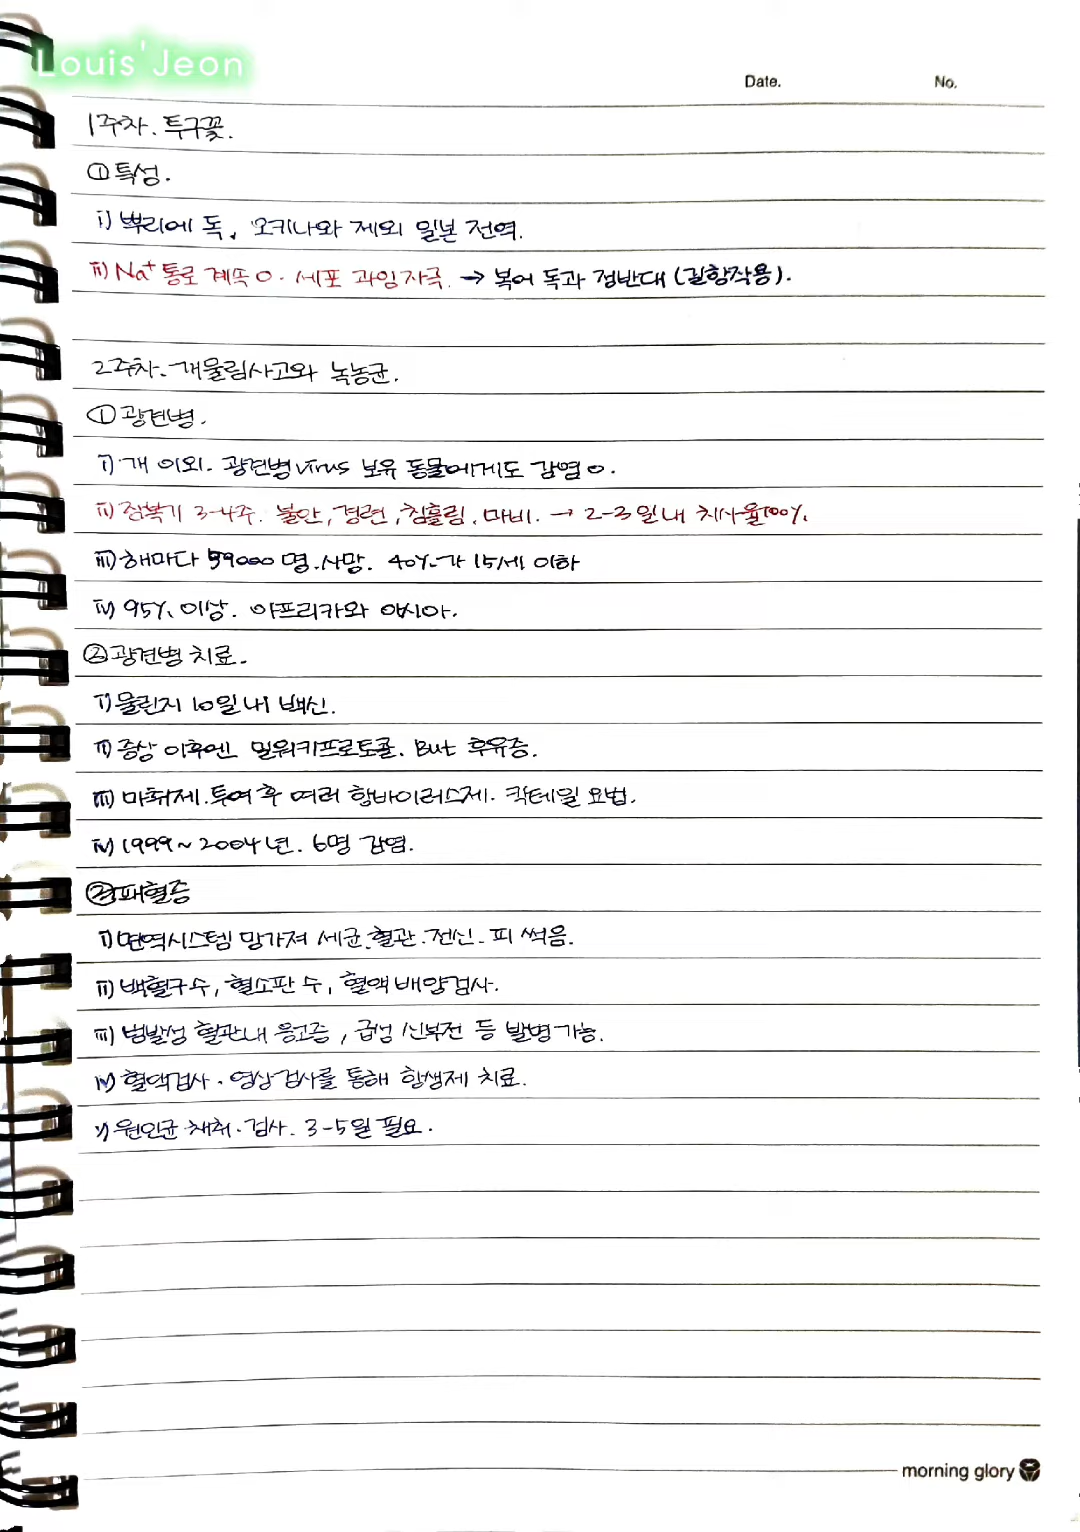 Louis'Jeon
Date. No.
1주차. 투구꽃.
① 특성.
i) 뿌리에 독, 오키나와 제외 일본 전역.
ii) Na⁺ 통로 계속 O. 세포 과잉자극. → 복어 독과 정반대 (길항작용).
2주차. 개물림사고와 녹농균.
① 광견병.
i) 개 이외. 광견병 virus 보유 동물에게도 감염 o.
ii) 잠복기 3-4주. 불안, 경련, 침흘림, 마비. → 2-3일내 치사율100%.
iii) 해마다 59000명.사망. 40%가 15세 이하
iv) 95% 이상. 아프리카와 아시아.
② 광견병 치료.
i) 물린지 10일내 백신.
ii) 증상 이후엔 밀워키프로토콜. But 후유증.
iii) 마취제.투여 후 여러 항바이러스제. 칵테일 요법.
iv) 1999~2004년. 6명 감염.
③ 패혈증
i) 면역시스템 망가져 세균.혈관.전신. 피 썩음.
ii) 백혈구수, 혈소판 수, 혈액배양검사.
iii) 범발성 혈관내 응고증, 급성 신부전 등 발병가능.
iv) 혈액검사. 영상검사를 통해 항생제 치료.
v) 원인균 채취.검사. 3-5일 필요.
morning glory